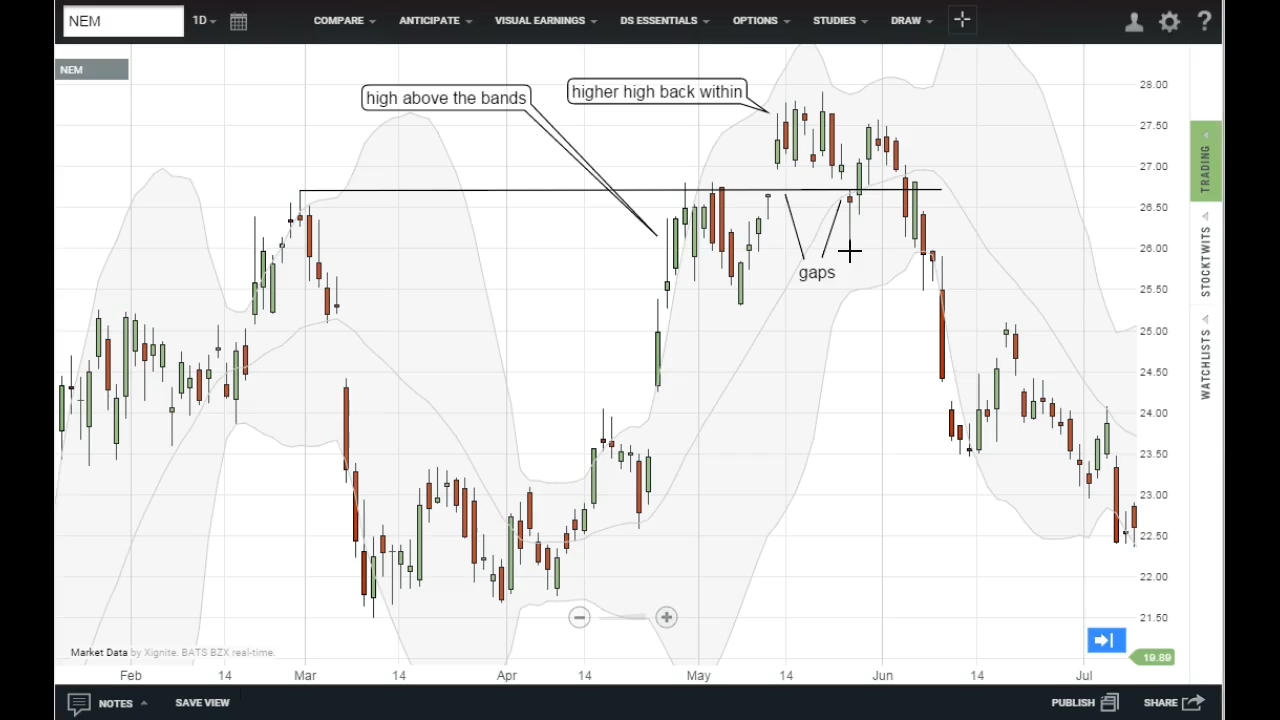 NEM 1D COMPARE ANTICIPATE VISUAL EARNINGS DS ESSENTIALS OPTIONS STUDIES DRAW ?
NEM
high above the bands
higher high back within
gaps
28.00
27.50
27.00
26.50
26.00
25.50
25.00
24.50
24.00
23.50
23.00
22.50
22.00
21.50
19.89
TRADING
STOCKTWITS
WATCHLISTS
Market Data by Xignite. BATS BZX real-time.
Feb 14 Mar 14 Apr 14 May 14 Jun 14 Jul
NOTES SAVE VIEW PUBLISH SHARE